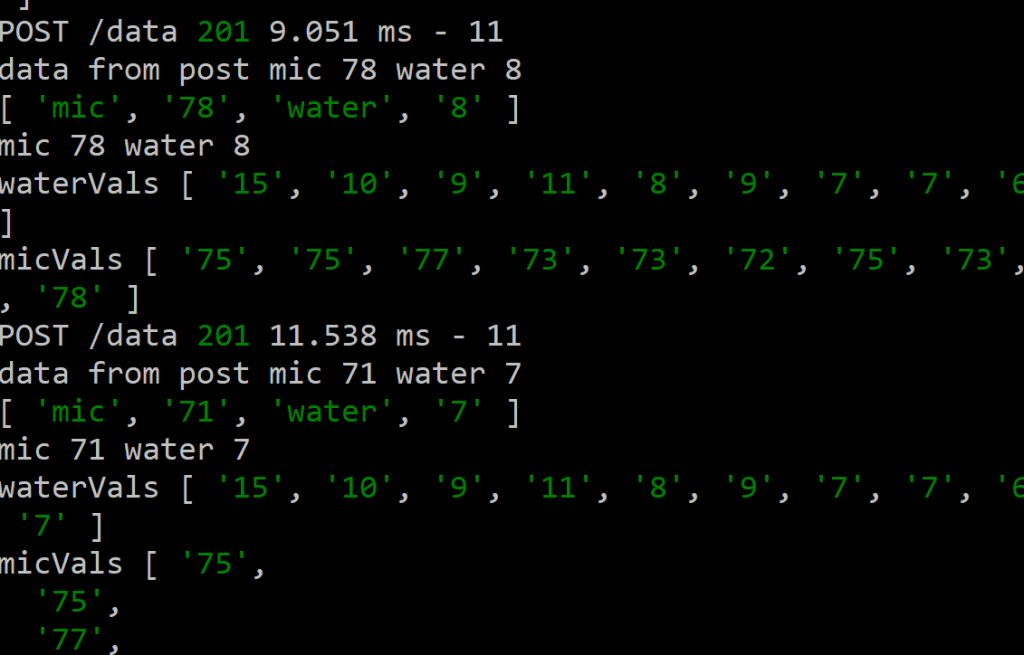 ]
POST /data 201 9.051 ms - 11
data from post mic 78 water 8
[ 'mic', '78', 'water', '8' ]
mic 78 water 8
waterVals [ '15', '10', '9', '11', '8', '9', '7', '7', '6
]
micVals [ '75', '75', '77', '73', '73', '72', '75', '73',
, '78' ]
POST /data 201 11.538 ms - 11
data from post mic 71 water 7
[ 'mic', '71', 'water', '7' ]
mic 71 water 7
waterVals [ '15', '10', '9', '11', '8', '9', '7', '7', '6
'7' ]
micVals [ '75',
'75',
'77',